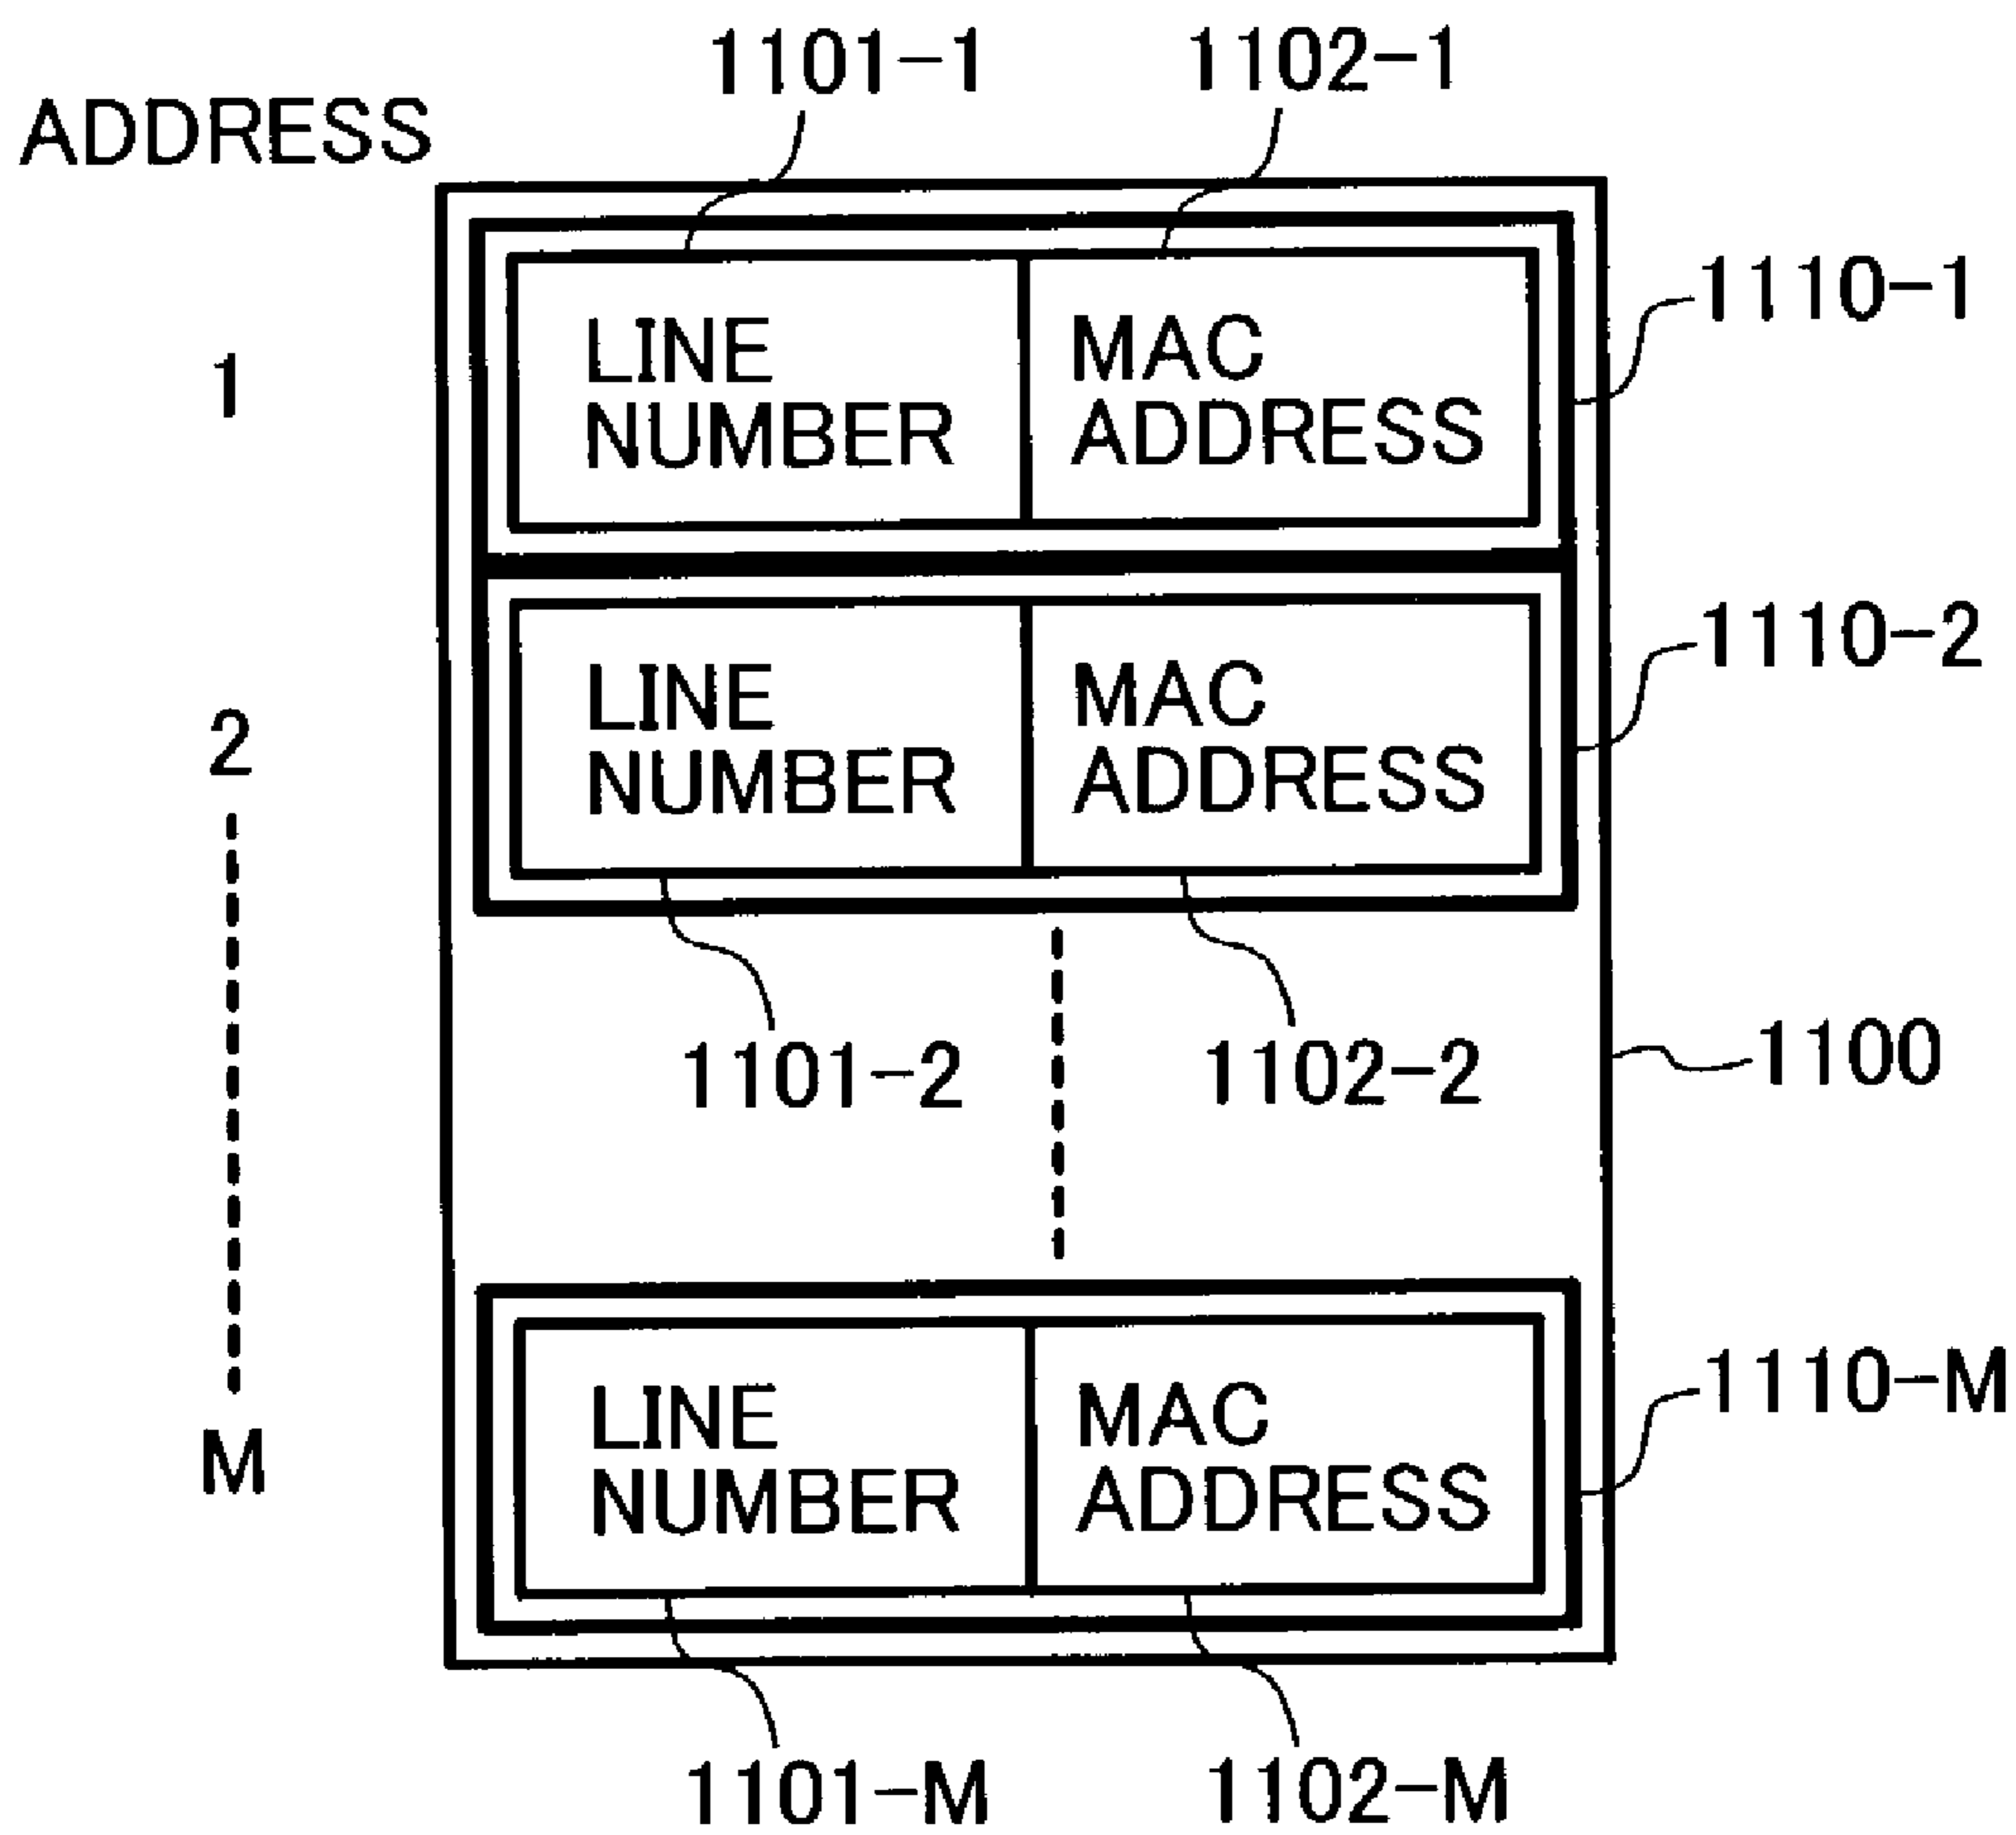 1101-1 1102-1
ADDRESS
1110-1
1
LINE NUMBER
MAC ADDRESS
1110-2
2
LINE NUMBER
MAC ADDRESS
1101-2 1102-2
1100
1110-M
M
LINE NUMBER
MAC ADDRESS
1101-M 1102-M